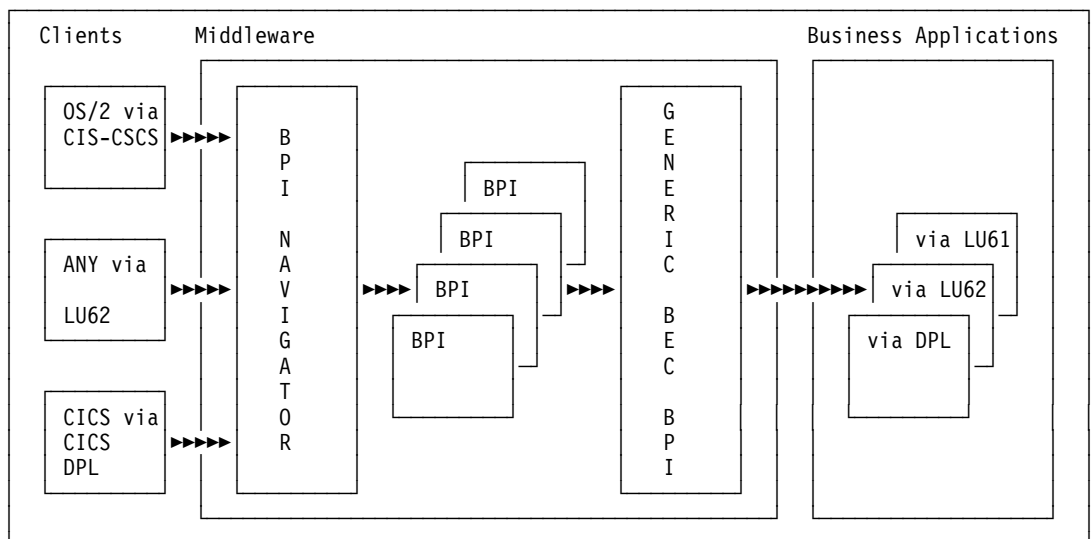 Clients
Middleware
Business Applications
OS/2 via
CIS-CSCS
ANY via
LU62
CICS via
CICS
DPL
B
P
I
N
A
V
I
G
A
T
O
R
BPI
BPI
BPI
BPI
G
E
N
E
R
I
C
B
E
C
B
P
I
via LU61
via LU62
via DPL